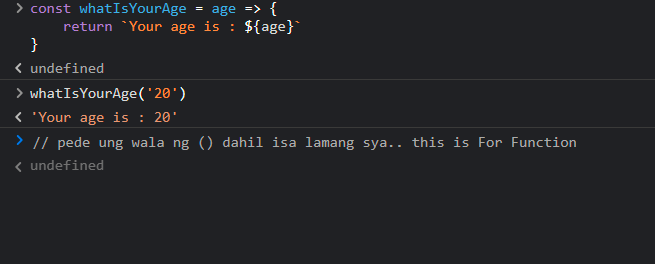 > const whatIsYourAge = age => {
return `Your age is : ${age}`
}
< undefined
> whatIsYourAge('20')
< 'Your age is : 20'
> // pede ung wala ng () dahil isa lamang sya.. this is For Function
< undefined